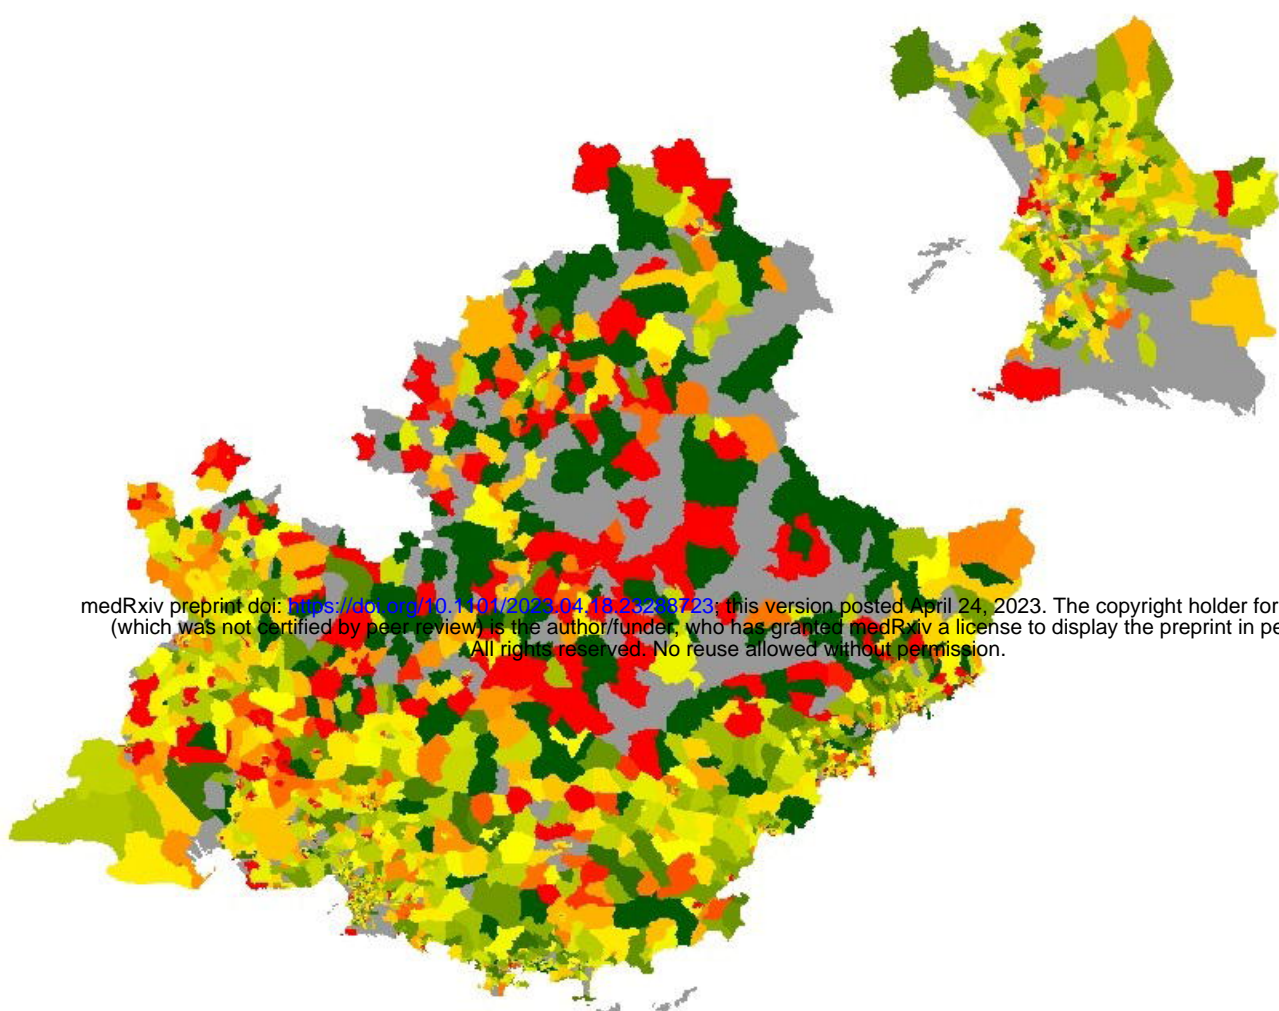 medRxiv preprint doi: https://doi.org/10.1101/2023.04.18.23288723; this version posted April 24, 2023. The copyright holder for
(which was not certified by peer review) is the author/funder, who has granted medRxiv a license to display the preprint in pe
All rights reserved. No reuse allowed without permission.